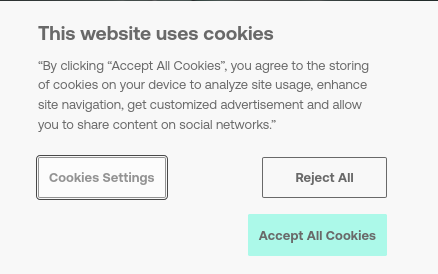 This website uses cookies
“By clicking “Accept All Cookies”, you agree to the storing
of cookies on your device to analyze site usage, enhance
site navigation, get customized advertisement and allow
you to share content on social networks.”
Cookies Settings
Reject All
Accept All Cookies